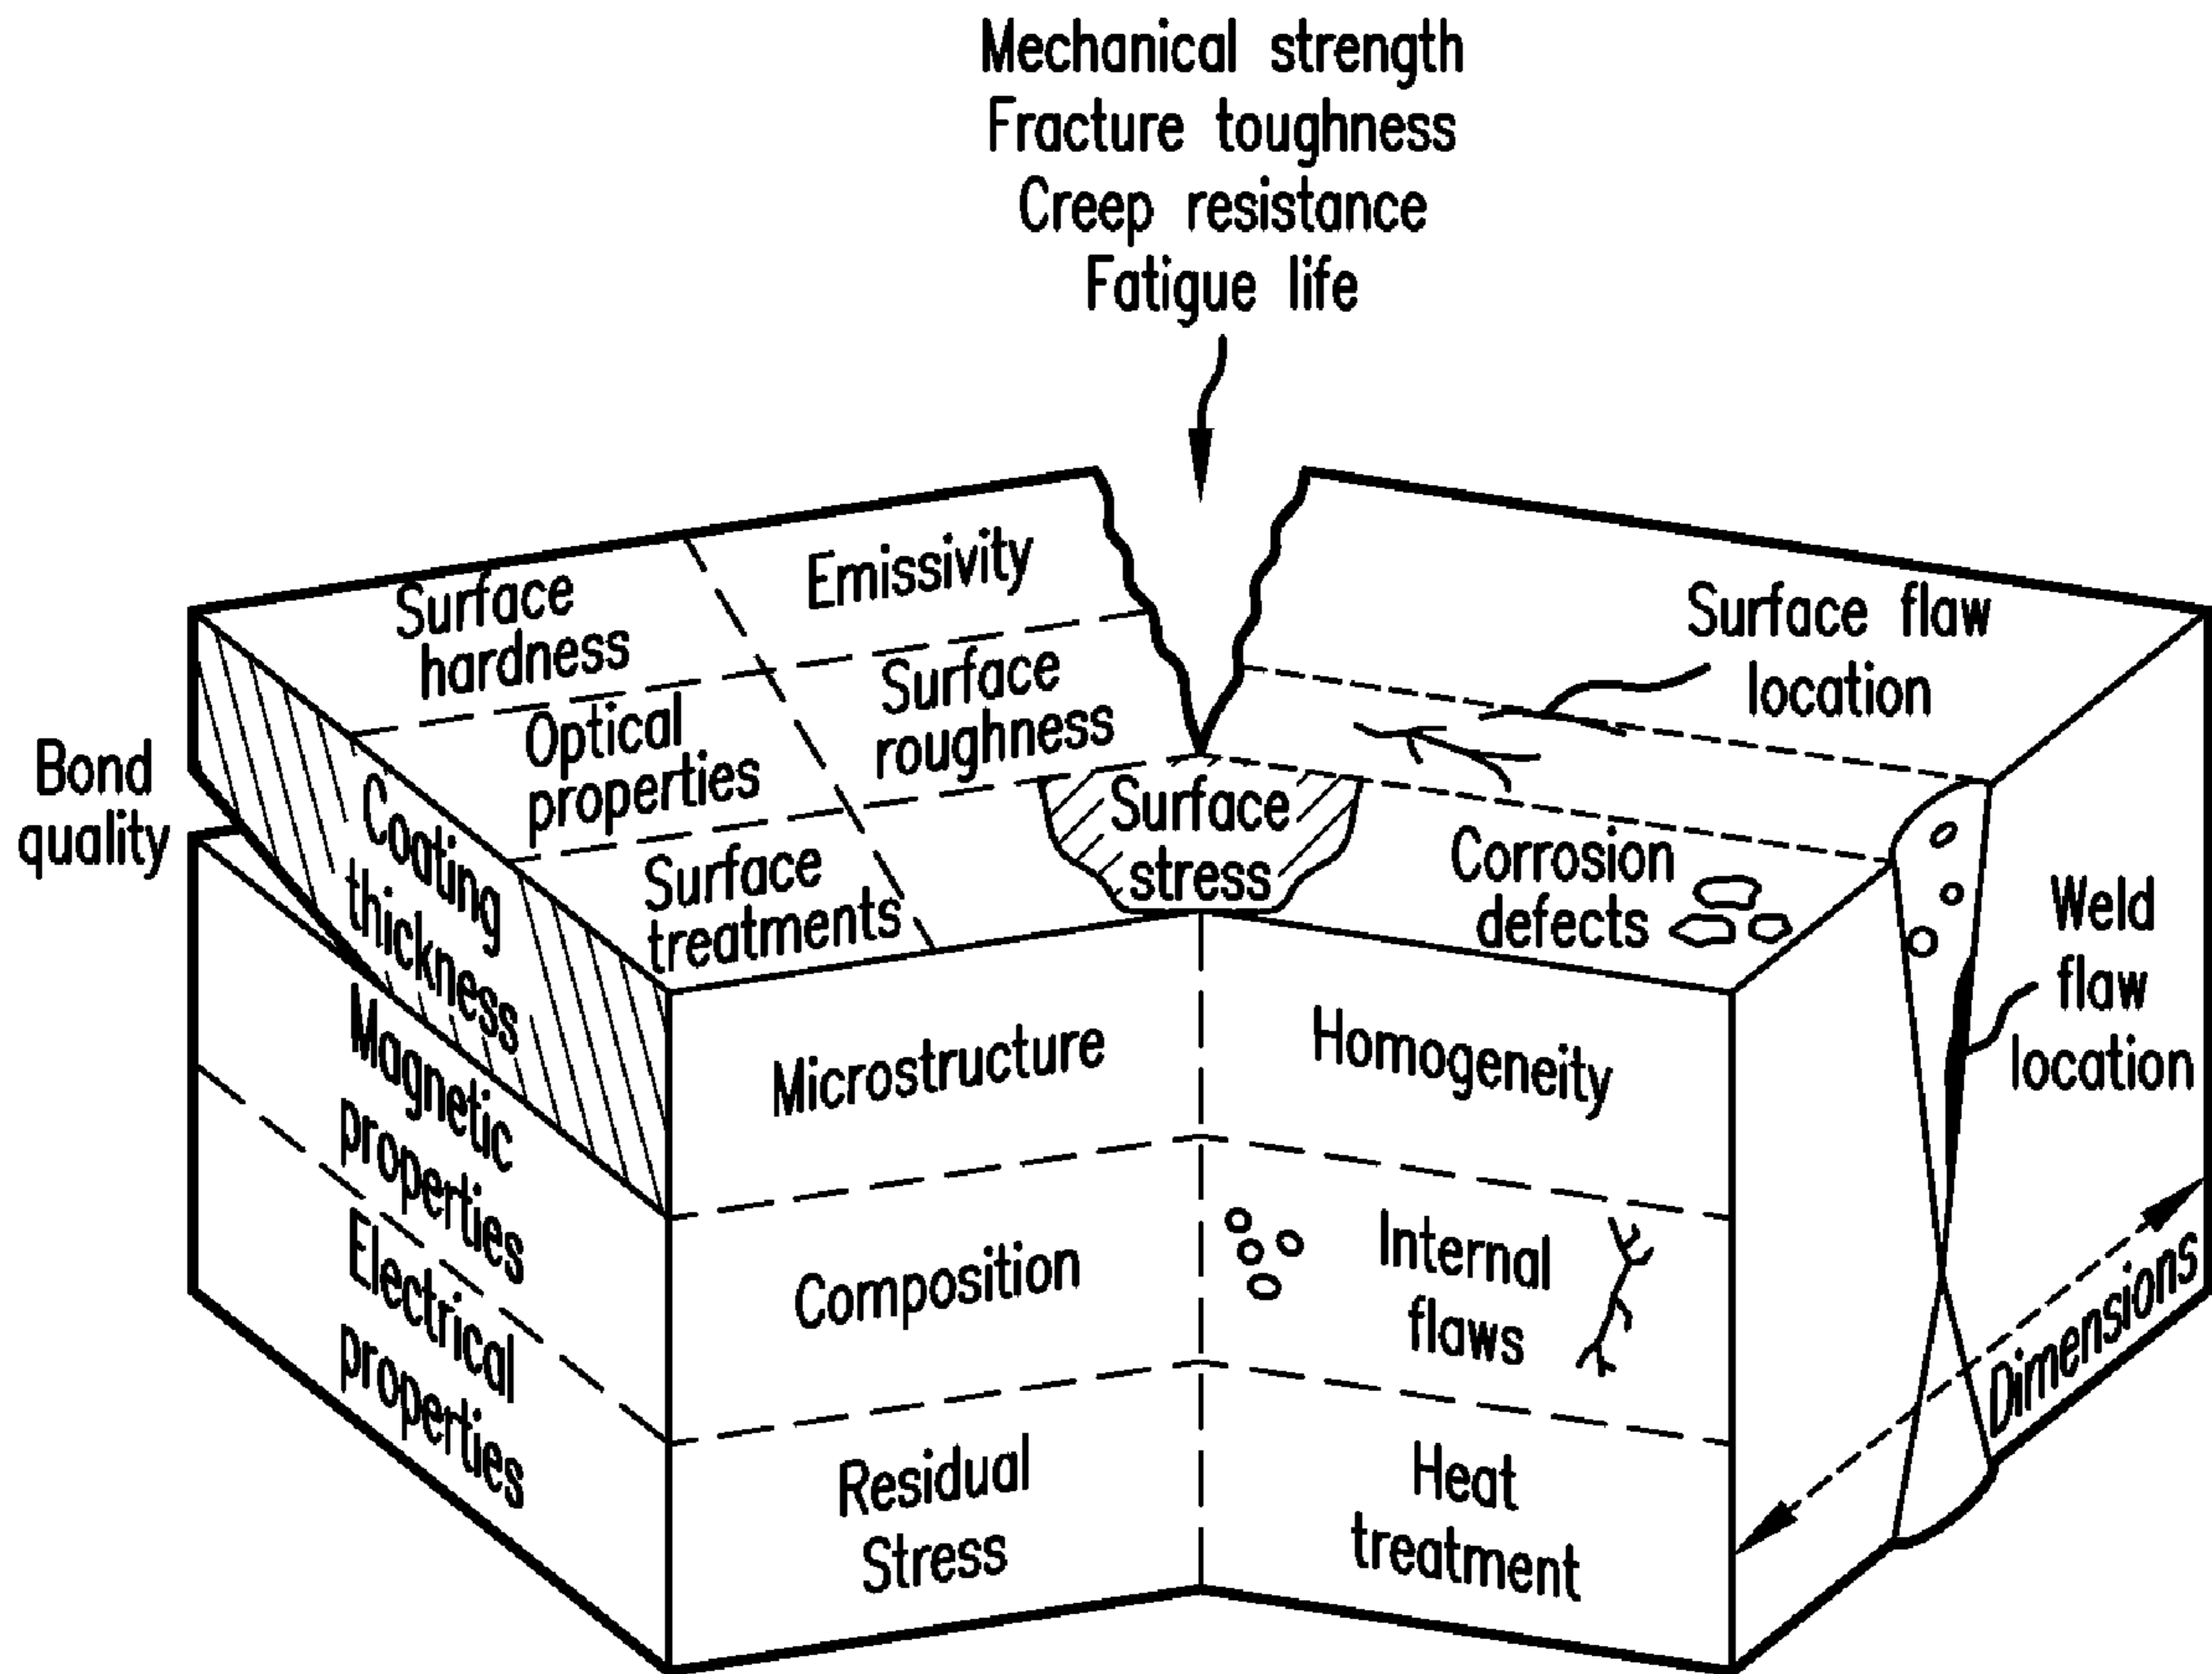 Mechanical strength
Fracture toughness
Creep resistance
Fatigue life
Emissivity
Surface
hardness
Surface flaw
location
Surface
roughness
Optical
properties
Bond
quality
Coating
thickness
Surface
stress
Surface
treatments
Corrosion
defects
Weld
flaw
location
Magnetic
properties
Microstructure
Homogeneity
Electrical
properties
Composition
Internal
flaws
Dimensions
Residual
Stress
Heat
treatment